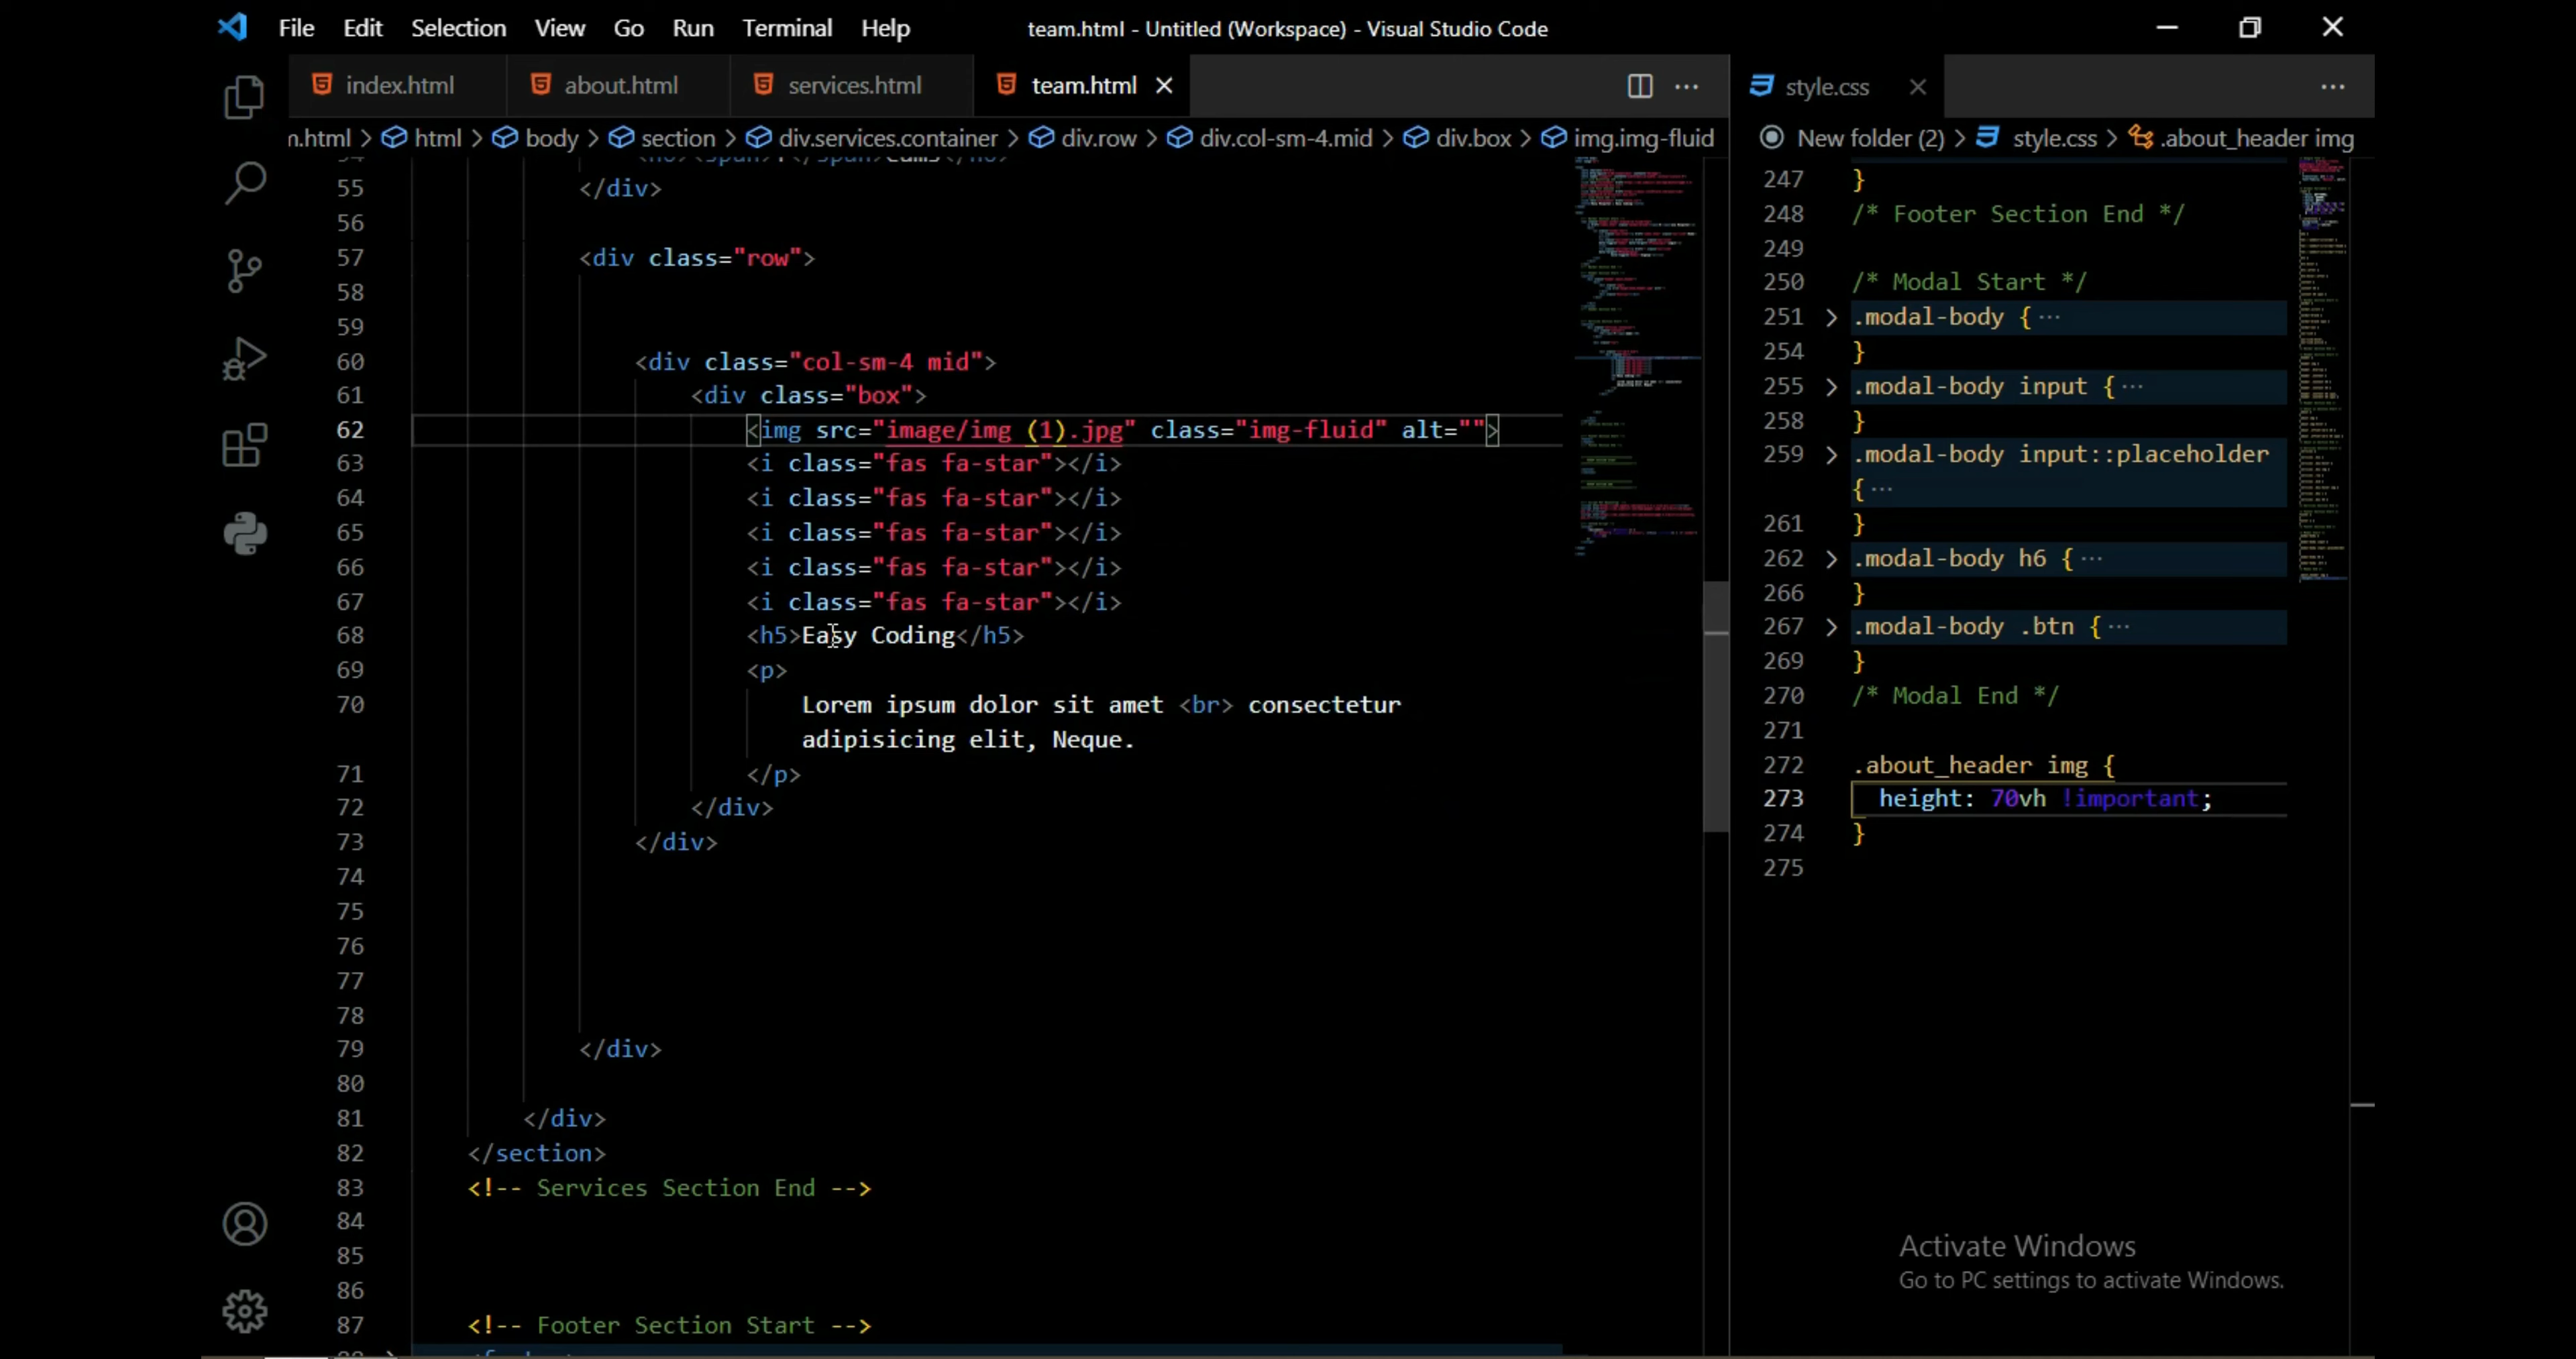 File Edit Selection View Go Run Terminal Help
team.html - Untitled (Workspace) - Visual Studio Code
index.html about.html services.html team.html
m.html > html > body > section > div.services.container > div.row > div.col-sm-4.mid > div.box > img.img-fluid
55 </div>
56
57 <div class="row">
58
59
60 <div class="col-sm-4 mid">
61 <div class="box">
62 <img src="image/img (1).jpg" class="img-fluid" alt="">
63 <i class="fas fa-star"></i>
64 <i class="fas fa-star"></i>
65 <i class="fas fa-star"></i>
66 <i class="fas fa-star"></i>
67 <i class="fas fa-star"></i>
68 <h5>Easy Coding</h5>
69 <p>
70 Lorem ipsum dolor sit amet <br> consectetur
adipisicing elit, Neque.
71 </p>
72 </div>
73 </div>
74
75
76
77
78
79 </div>
80
81 </div>
82 </section>
83 <!-- Services Section End -->
84
85
86
87 <!-- Footer Section Start -->
style.css
New folder (2) > style.css > .about_header img
247 }
248 /* Footer Section End */
249
250 /* Modal Start */
251 > .modal-body { ...
254 }
255 > .modal-body input { ...
258 }
259 > .modal-body input::placeholder
{ ...
261 }
262 > .modal-body h6 { ...
266 }
267 > .modal-body .btn { ...
269 }
270 /* Modal End */
271
272 .about_header img {
273 height: 70vh !important;
274 }
275
Activate Windows
Go to PC settings to activate Windows.